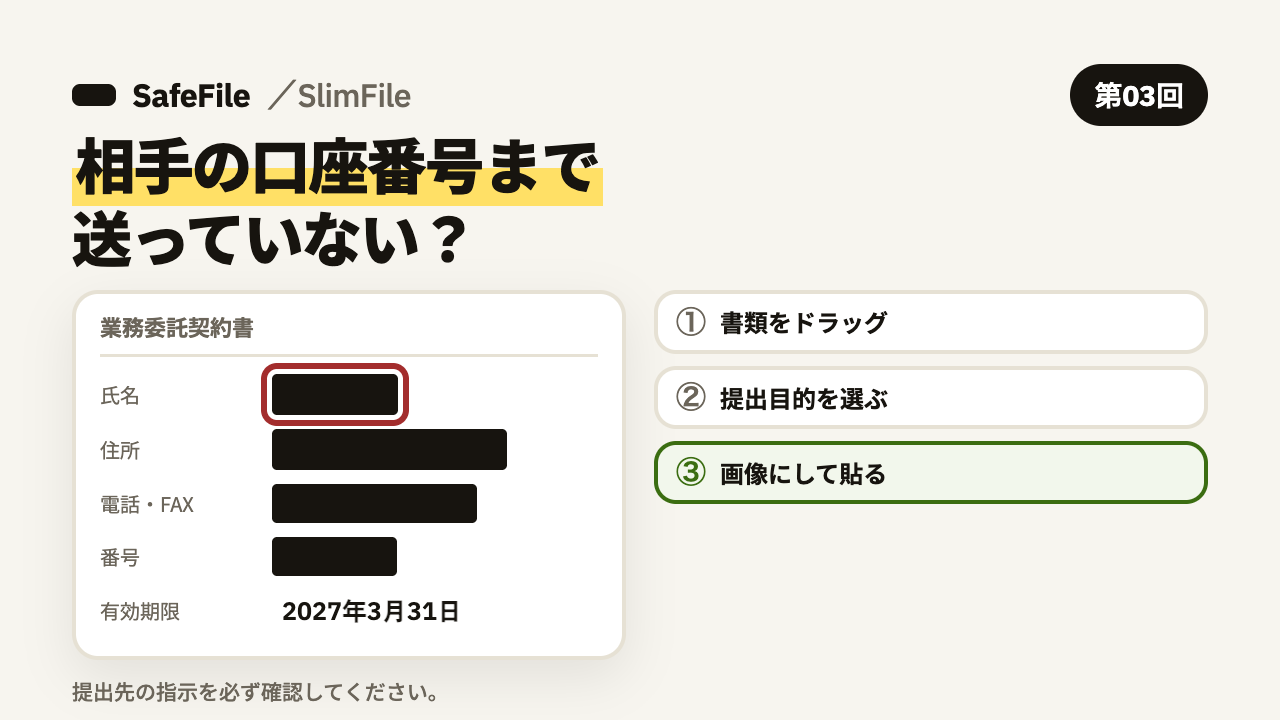 SafeFile ／SlimFile
第03回
相手の口座番号まで
送っていない？
業務委託契約書
氏名
住所
電話・FAX
番号
有効期限 2027年3月31日
① 書類をドラッグ
② 提出目的を選ぶ
③ 画像にして貼る
提出先の指示を必ず確認してください。